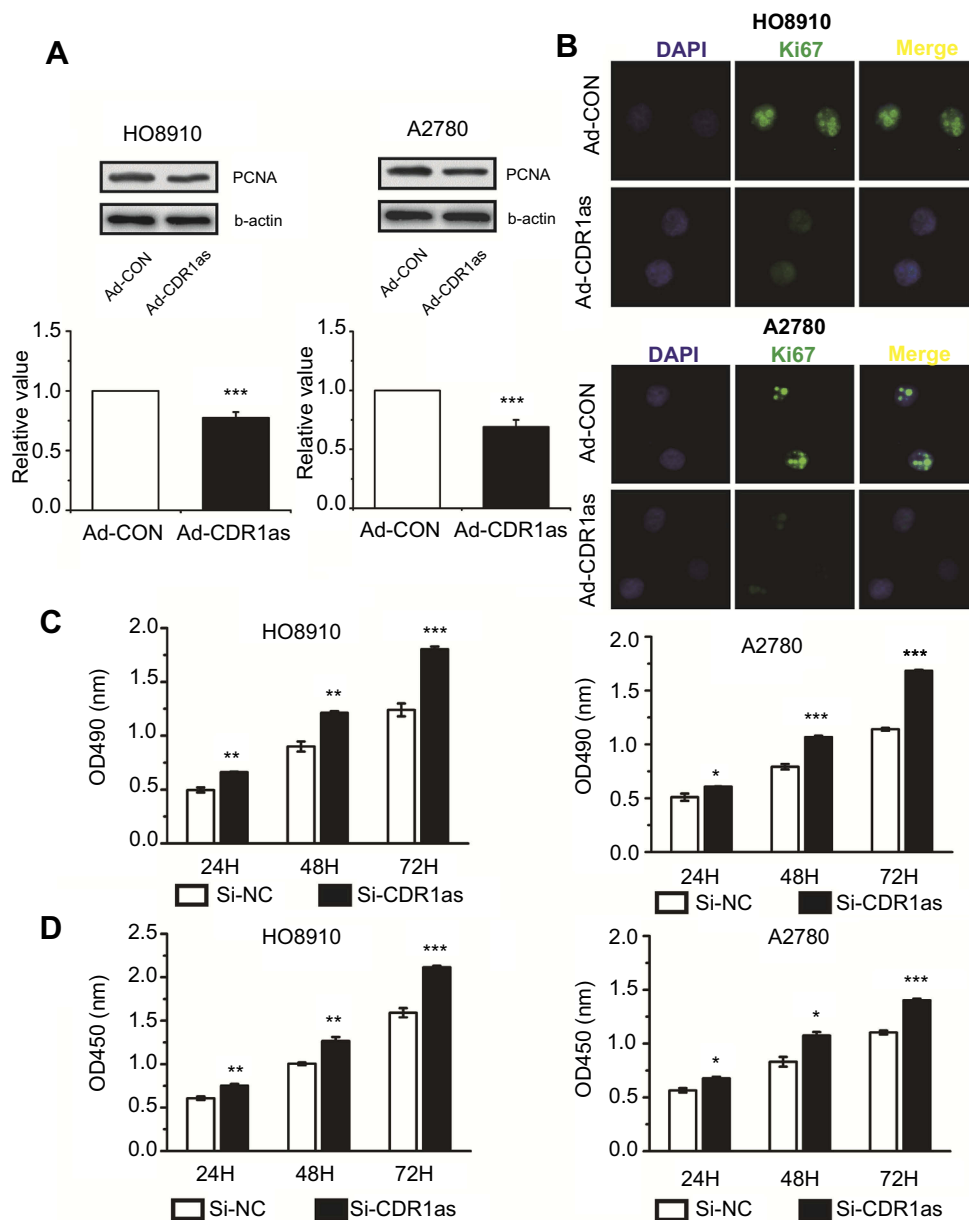 A
HO8910
PCNA
b-actin
Ad-CON
Ad-CDR1as
A2780
PCNA
b-actin
Ad-CON
Ad-CDR1as
Relative value
1.5
1.0
0.5
0.0
***
Ad-CON Ad-CDR1as
Relative value
1.5
1.0
0.5
0.0
***
Ad-CON Ad-CDR1as
B
HO8910
DAPI Ki67 Merge
Ad-CON
Ad-CDR1as
A2780
DAPI Ki67 Merge
Ad-CON
Ad-CDR1as
C
HO8910
OD490 (nm)
2.0
1.5
1.0
0.5
0.0
** ** ***
24H 48H 72H
Si-NC Si-CDR1as
A2780
OD490 (nm)
2.0
1.5
1.0
0.5
0.0
* *** ***
24H 48H 72H
Si-NC Si-CDR1as
D
HO8910
OD450 (nm)
2.5
2.0
1.5
1.0
0.5
0.0
** ** ***
24H 48H 72H
Si-NC Si-CDR1as
A2780
OD450 (nm)
2.0
1.5
1.0
0.5
0.0
* * ***
24H 48H 72H
Si-NC Si-CDR1as